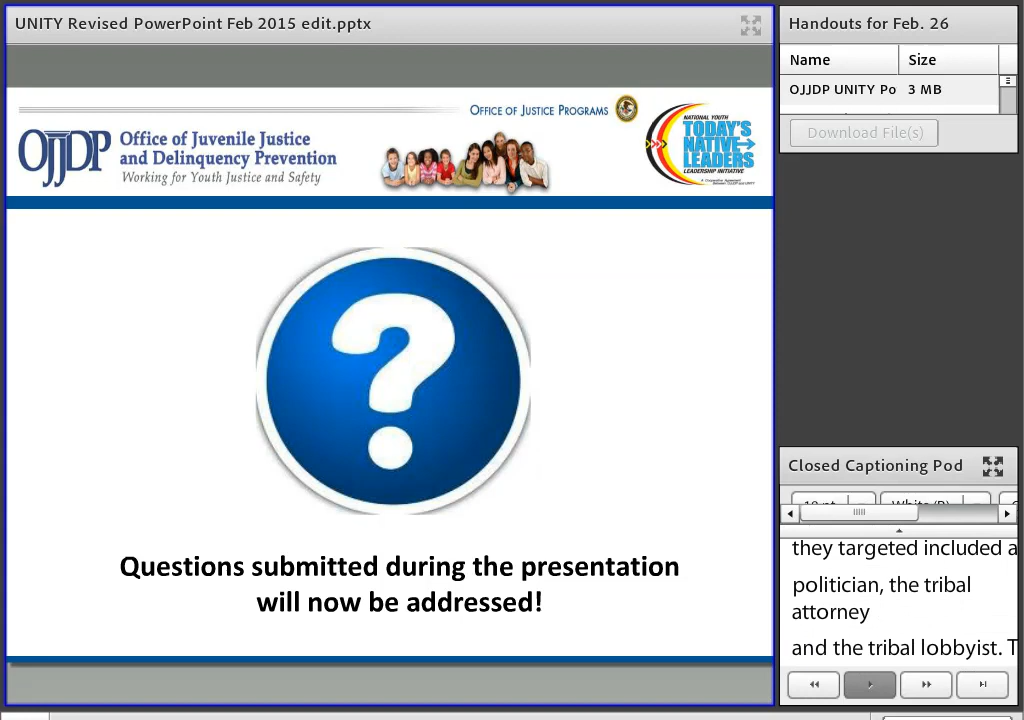 UNITY Revised PowerPoint Feb 2015 edit.pptx
OFFICE OF JUSTICE PROGRAMS
OJJDP
Office of Juvenile Justice
and Delinquency Prevention
Working for Youth Justice and Safety
NATIONAL YOUTH
TODAY'S
NATIVE
LEADERS
LEADERSHIP INITIATIVE
?
Questions submitted during the presentation
will now be addressed!
Handouts for Feb. 26
Name Size
OJJDP UNITY Po 3 MB
Download File(s)
Closed Captioning Pod
they targeted included a
politician, the tribal
attorney
and the tribal lobbyist. T